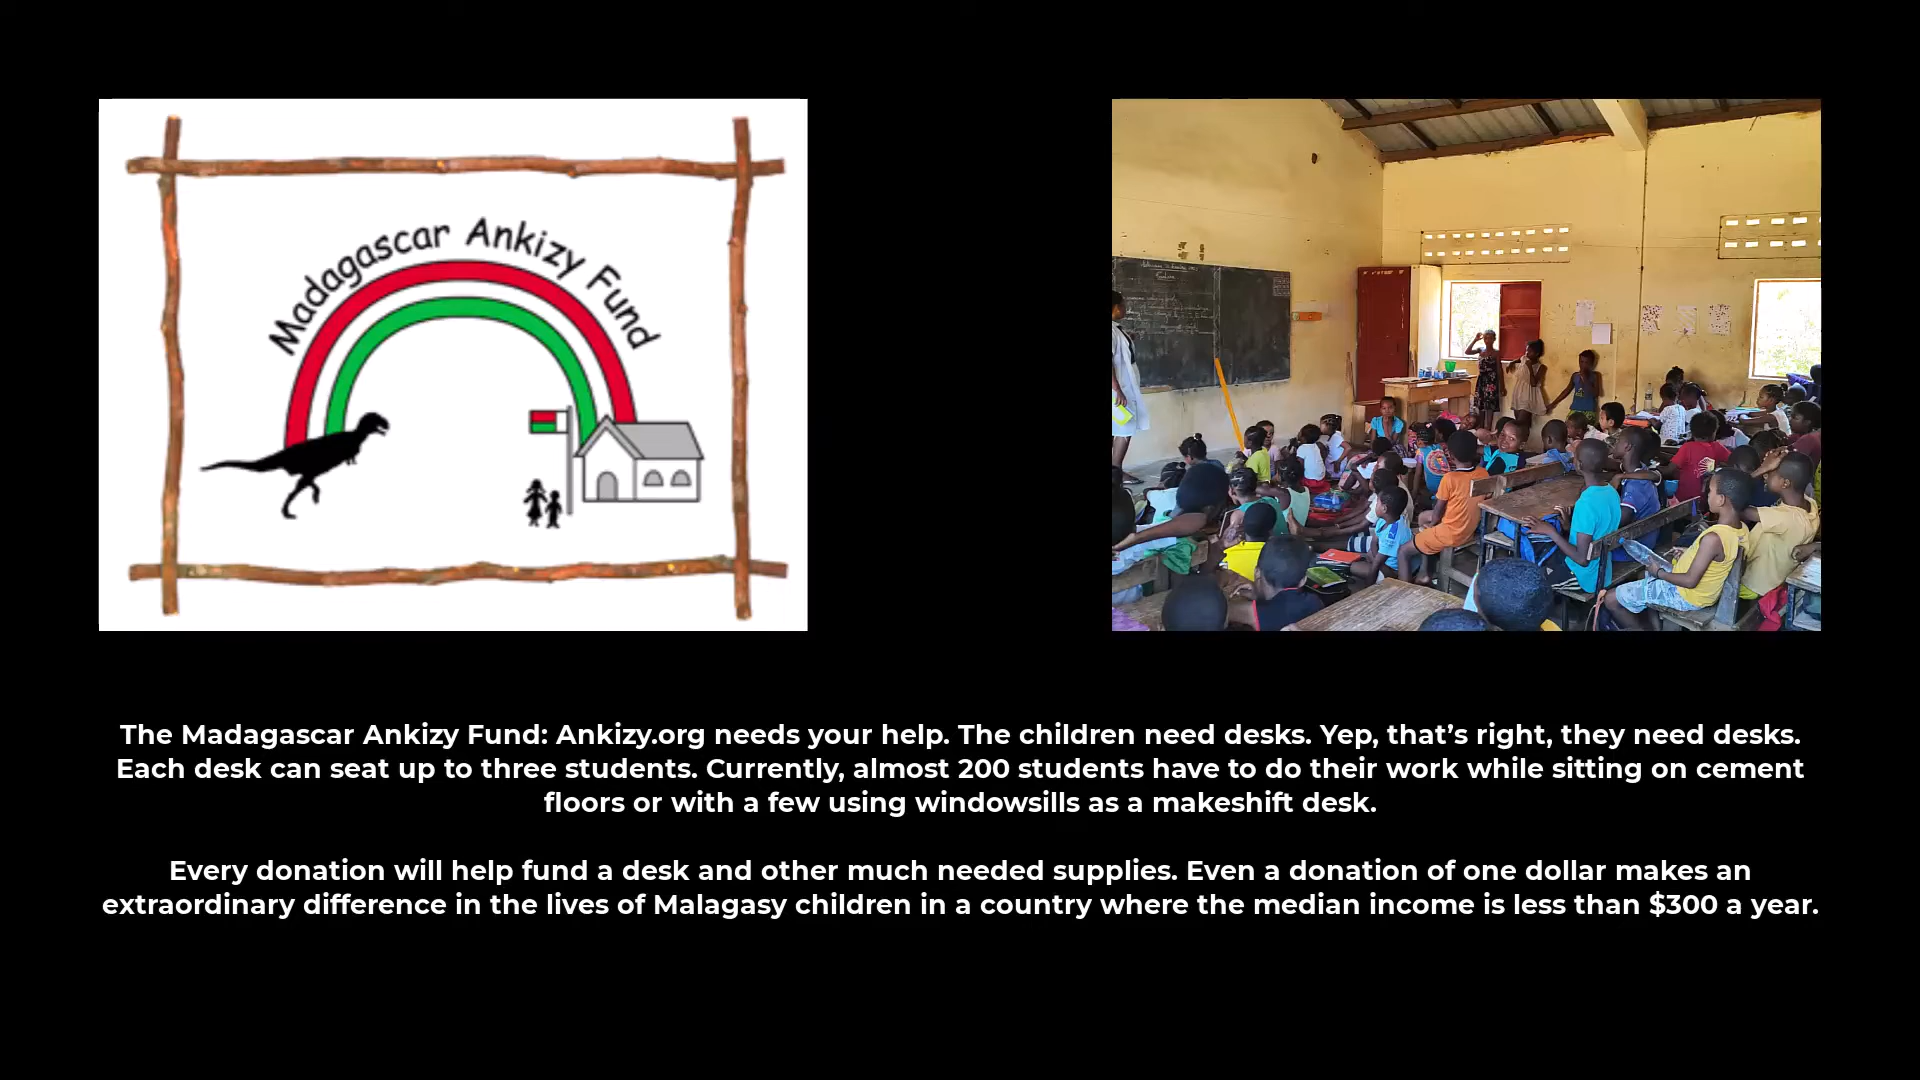 Madagascar Ankizy Fund
The Madagascar Ankizy Fund: Ankizy.org needs your help. The children need desks. Yep, that’s right, they need desks.
Each desk can seat up to three students. Currently, almost 200 students have to do their work while sitting on cement
floors or with a few using windowsills as a makeshift desk.
Every donation will help fund a desk and other much needed supplies. Even a donation of one dollar makes an
extraordinary difference in the lives of Malagasy children in a country where the median income is less than $300 a year.